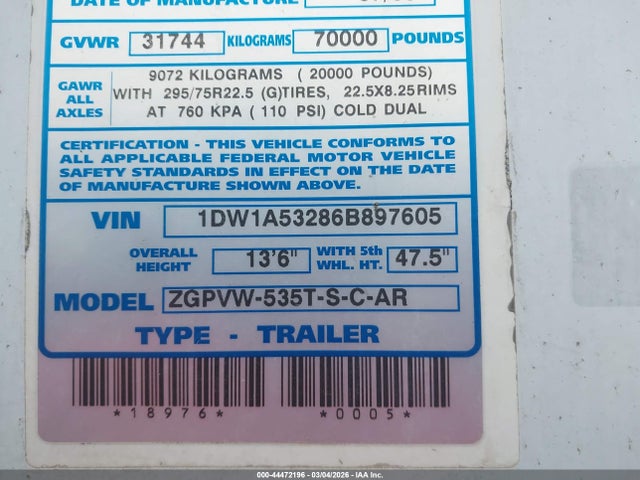 DATE OF MANUFACTURE
GVWR 31744 KILOGRAMS 70000 POUNDS
GAWR ALL AXLES
9072 KILOGRAMS ( 20000 POUNDS)
WITH 295/75R22.5 (G)TIRES, 22.5X8.25RIMS
AT 760 KPA ( 110 PSI) COLD DUAL
CERTIFICATION - THIS VEHICLE CONFORMS TO
ALL APPLICABLE FEDERAL MOTOR VEHICLE
SAFETY STANDARDS IN EFFECT ON THE DATE
OF MANUFACTURE SHOWN ABOVE.
VIN 1DW1A53286B897605
OVERALL HEIGHT 13'6" WITH 5th WHL. HT. 47.5"
MODEL ZGPVW-535T-S-C-AR
TYPE - TRAILER
*18976* *0005*
000-44472196 - 03/04/2026 - IAA Inc.